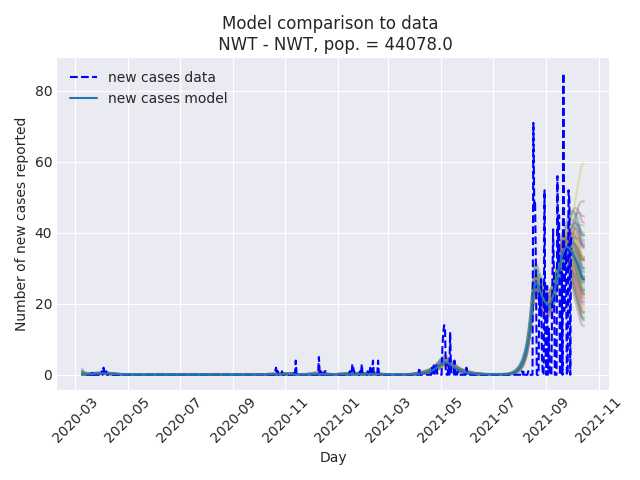 Model comparison to data
NWT - NWT, pop. = 44078.0
new cases data
new cases model
Number of new cases reported
80
60
40
20
0
2020-03
2020-05
2020-07
2020-09
2020-11
2021-01
2021-03
2021-05
2021-07
2021-09
2021-11
Day